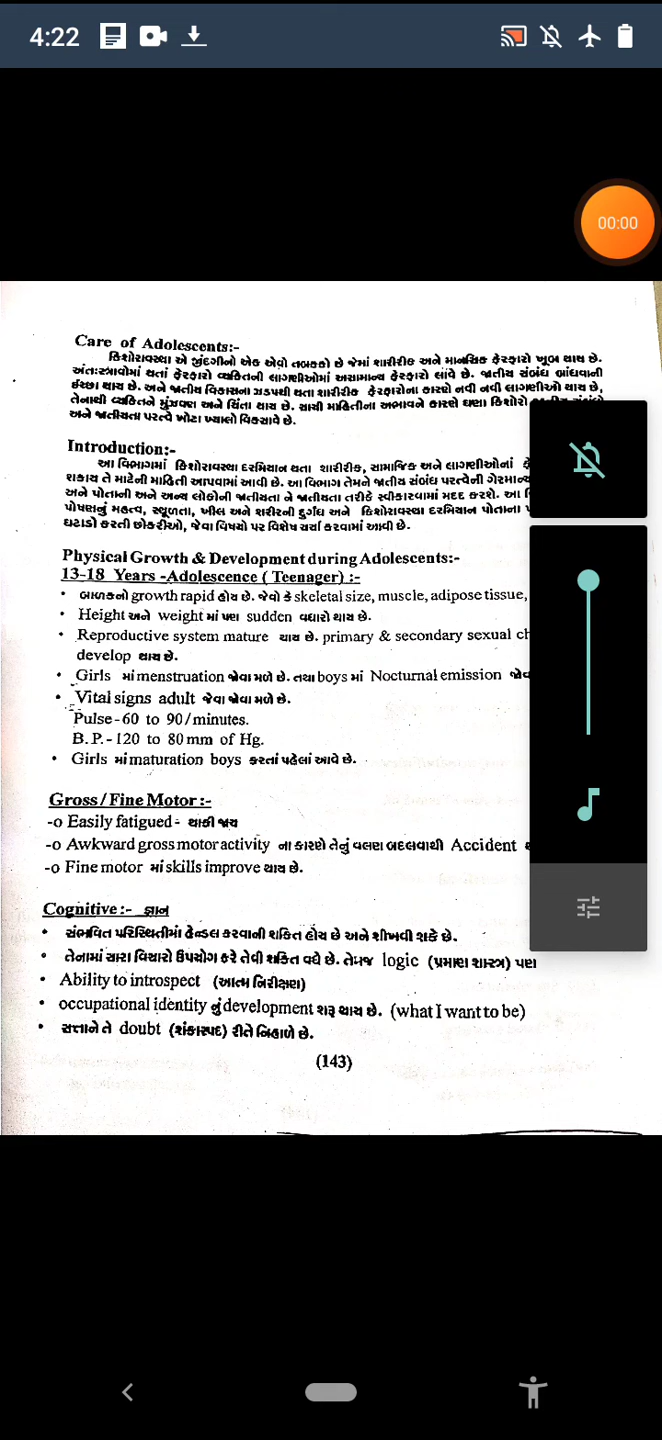 4:22
00:00
Care of Adolescents:-
કિશોરાવસ્થા એ જીંદગીનો એક એવો તબક્કો છે જેમાં શારીરીક અને માનસિક ફેરફારો ખૂબ થાય છે.
અંતઃસ્ત્રાવોમાં થતાં ફેરફારો વ્યક્તિની લાગણીઓમાં અસામાન્ય ફેરફારો લાવે છે. જાતીય સંબંધ બાંધવાની
ઈચ્છા થાય છે. અને જાતીય વિકાસના ઝડપથી થતા શારીરીક ફેરફારોના કારણે નવી નવી લાગણીઓ થાય છે,
તેનાથી વ્યક્તિને મુંઝવણ અને ચિંતા થાય છે. સાચી માહિતીના અભાવને કારણે ઘણા કિશોરો
અને જાતીયતા પરત્વે ખોટા ખ્યાલો વિકસાવે છે.
Introduction:-
આ વિભાગમાં કિશોરાવસ્થા દરમિયાન થતા શારીરીક, સામાજિક અને લાગણીઓનાં
શકાય તે માટેની માહિતી આપવામાં આવી છે. આ વિભાગ તેમને જાતીય સંબંધ પરત્વેની
અને પોતાની અને અન્ય લોકોની જાતીયતા ને જાતીયતા તરીકે સ્વીકારવામાં મદદ કરશે. આ
પોષણનું મહત્વ, સ્થૂળતા, ખીલ અને શરીરની દુર્ગંધ અને કિશોરાવસ્થા દરમિયાન પોતાના
ઘટાડો કરતી છોકરીઓ, જેવા વિષયો પર વિશેષ ચર્ચા કરવામાં આવી છે.
Physical Growth & Development during Adolescents:-
13-18 Years -Adolescence ( Teenager) :-
• બાળકનો growth rapid હોય છે. જેવો કે skeletal size, muscle, adipose tissue,
• Height અને weight માં પણ sudden વધારો થાય છે.
• Reproductive system mature થાય છે. primary & secondary sexual
develop થાય છે.
• Girls માં menstruation જોવા મળે છે. તથા boys માં Nocturnal emission
• Vital signs adult જેવા જોવા મળે છે.
Pulse-60 to 90/minutes.
B.P.-120 to 80 mm of Hg.
• Girls માં maturation boys કરતાં પહેલાં આવે છે.
Gross/Fine Motor :-
-o Easily fatigued - થાકી જાય
-o Awkward gross motor activity ના કારણે તેનું વલણ બદલવાથી Accident
-o Fine motor માં skills improve થાય છે.
Cognitive :- જ્ઞાન
• સંભવિત પરિસ્થિતીમાં હેન્ડલ કરવાની શક્તિ હોય છે અને શીખવી શકે છે.
• તેનામાં સારા વિચારો ઉપયોગ કરે તેવી શક્તિ વધે છે. તેમજ logic (પ્રમાણ શાસ્ત્ર) પણ
• Ability to introspect (આત્મ નિરીક્ષણ)
• occupational identity નું development શરૂ થાય છે. (what I want to be)
• સત્તાને તે doubt (શંકાસ્પદ) રીતે નિહાળે છે.
(143)